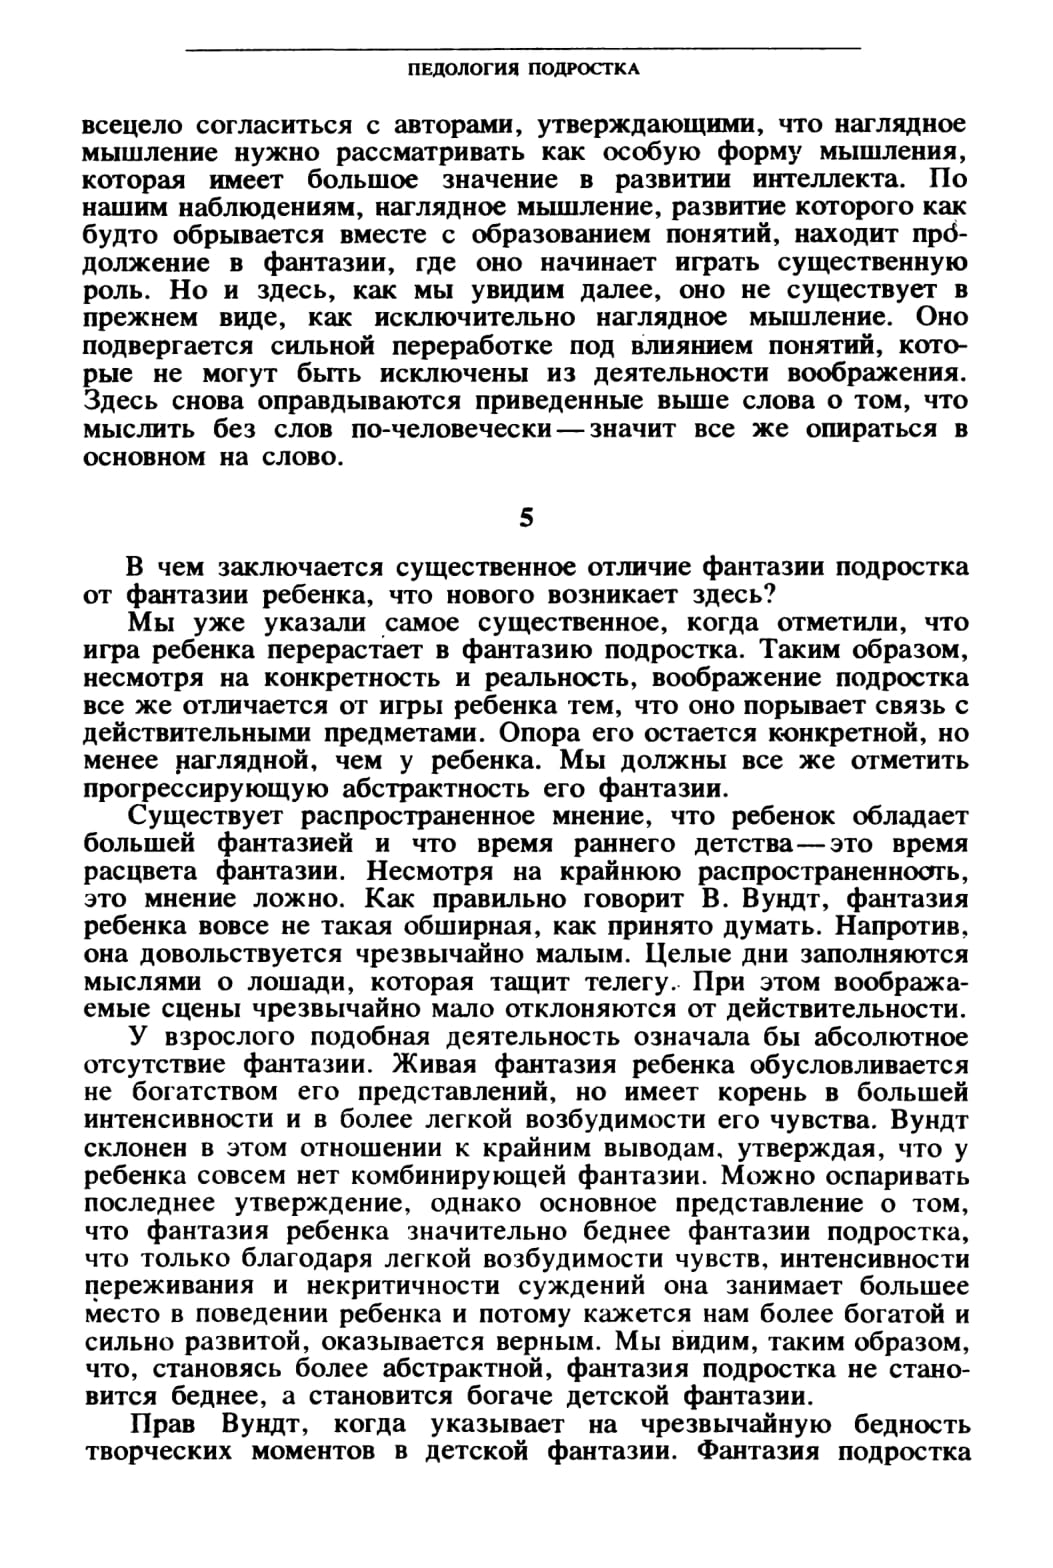 ПЕДОЛОГИЯ ПОДРОСТКА
всецело согласиться с авторами, утверждающими, что наглядное
мышление нужно рассматривать как особую форму мышления,
которая имеет большое значение в развитии интеллекта. По
нашим наблюдениям, наглядное мышление, развитие которого как
будто обрывается вместе с образованием понятий, находит про-
должение в фантазии, где оно начинает играть существенную
роль. Но и здесь, как мы увидим далее, оно не существует в
прежнем виде, как исключительно наглядное мышление. Оно
подвергается сильной переработке под влиянием понятий, кото-
рые не могут быть исключены из деятельности воображения.
Здесь снова оправдываются приведенные выше слова о том, что
мыслить без слов по-человечески — значит все же опираться в
основном на слово.
5
В чем заключается существенное отличие фантазии подростка
от фантазии ребенка, что нового возникает здесь?
Мы уже указали самое существенное, когда отметили, что
игра ребенка перерастает в фантазию подростка. Таким образом,
несмотря на конкретность и реальность, воображение подростка
все же отличается от игры ребенка тем, что оно порывает связь с
действительными предметами. Опора его остается конкретной, но
менее наглядной, чем у ребенка. Мы должны все же отметить
прогрессирующую абстрактность его фантазии.
Существует распространенное мнение, что ребенок обладает
большей фантазией и что время раннего детства — это время
расцвета фантазии. Несмотря на крайнюю распространенность,
это мнение ложно. Как правильно говорит В. Вундт, фантазия
ребенка вовсе не такая обширная, как принято думать. Напротив,
она довольствуется чрезвычайно малым. Целые дни заполняются
мыслями о лошади, которая тащит телегу. При этом вообража-
емые сцены чрезвычайно мало отклоняются от действительности.
У взрослого подобная деятельность означала бы абсолютное
отсутствие фантазии. Живая фантазия ребенка обусловливается
не богатством его представлений, но имеет корень в большей
интенсивности и в более легкой возбудимости его чувства. Вундт
склонен в этом отношении к крайним выводам, утверждая, что у
ребенка совсем нет комбинирующей фантазии. Можно оспаривать
последнее утверждение, однако основное представление о том,
что фантазия ребенка значительно беднее фантазии подростка,
что только благодаря легкой возбудимости чувств, интенсивности
переживания и некритичности суждений она занимает большее
место в поведении ребенка и потому кажется нам более богатой и
сильно развитой, оказывается верным. Мы видим, таким образом,
что, становясь более абстрактной, фантазия подростка не стано-
вится беднее, а становится богаче детской фантазии.
Прав Вундт, когда указывает на чрезвычайную бедность
творческих моментов в детской фантазии. Фантазия подростка